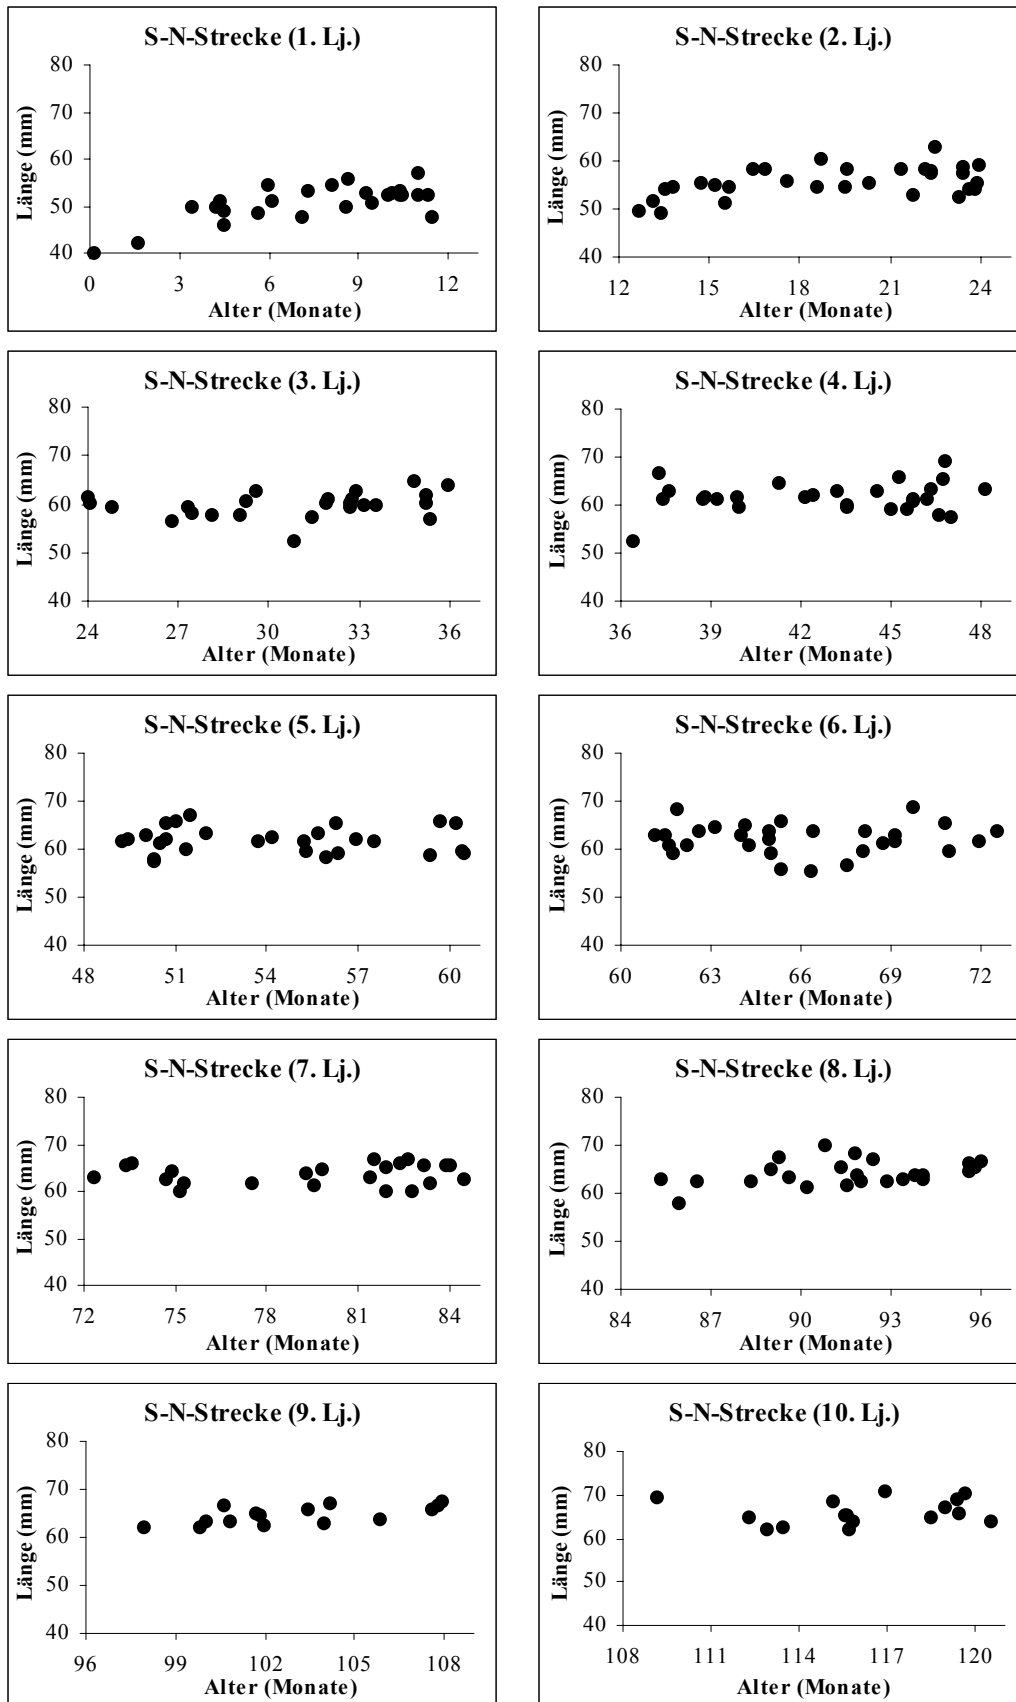 S-N-Strecke (1. Lj.)
80
70
60
50
40
Länge (mm)
0 3 6 9 12
Alter (Monate)
S-N-Strecke (2. Lj.)
80
70
60
50
40
Länge (mm)
12 15 18 21 24
Alter (Monate)
S-N-Strecke (3. Lj.)
80
70
60
50
40
Länge (mm)
24 27 30 33 36
Alter (Monate)
S-N-Strecke (4. Lj.)
80
70
60
50
40
Länge (mm)
36 39 42 45 48
Alter (Monate)
S-N-Strecke (5. Lj.)
80
70
60
50
40
Länge (mm)
48 51 54 57 60
Alter (Monate)
S-N-Strecke (6. Lj.)
80
70
60
50
40
Länge (mm)
60 63 66 69 72
Alter (Monate)
S-N-Strecke (7. Lj.)
80
70
60
50
40
Länge (mm)
72 75 78 81 84
Alter (Monate)
S-N-Strecke (8. Lj.)
80
70
60
50
40
Länge (mm)
84 87 90 93 96
Alter (Monate)
S-N-Strecke (9. Lj.)
80
70
60
50
40
Länge (mm)
96 99 102 105 108
Alter (Monate)
S-N-Strecke (10. Lj.)
80
70
60
50
40
Länge (mm)
108 111 114 117 120
Alter (Monate)